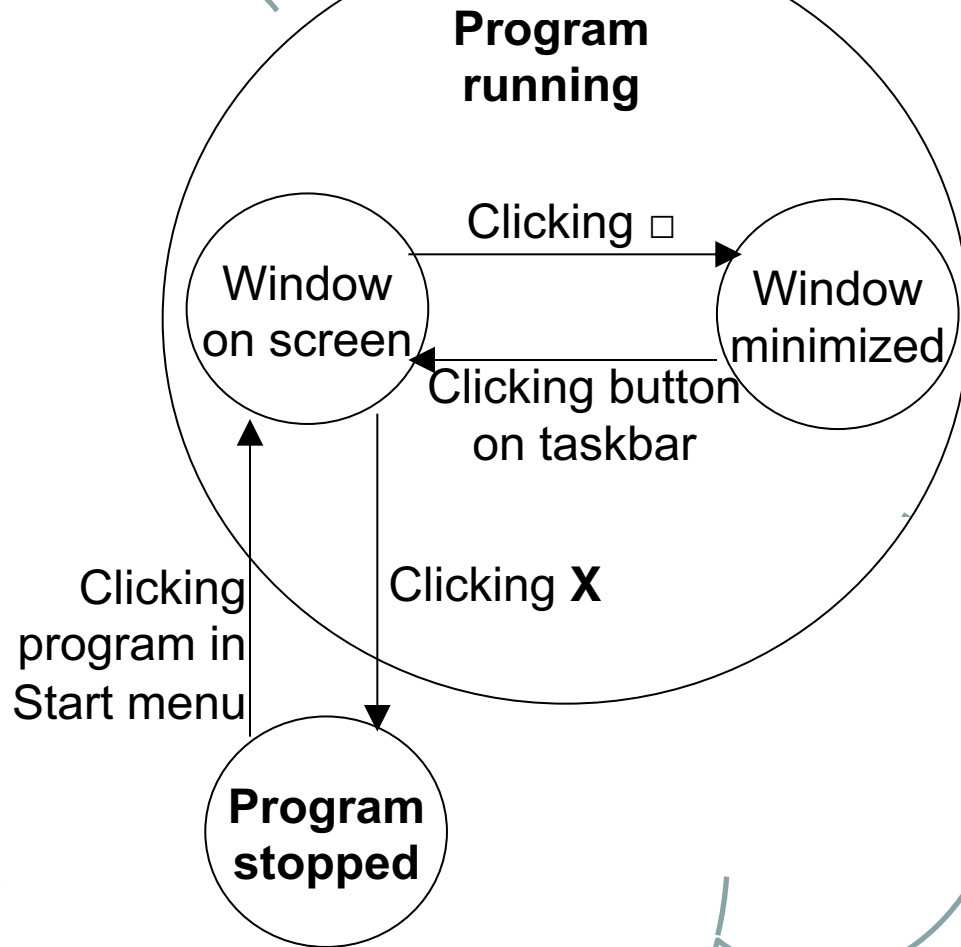 Program
running
Clicking □
Window
on screen
Window
minimized
Clicking button
on taskbar
Clicking
program in
Start menu
Clicking X
Program
stopped